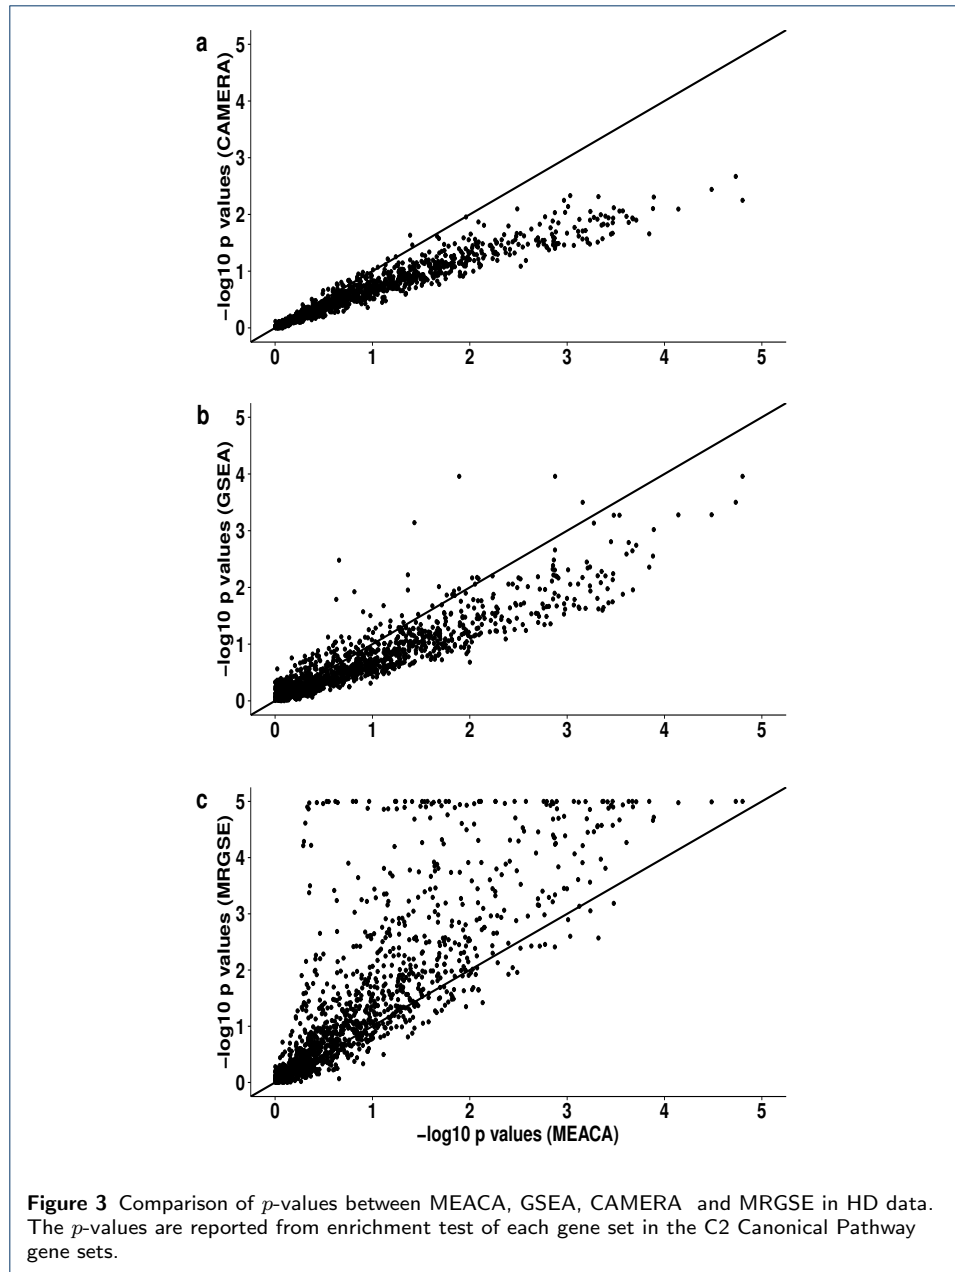 a
−log10 p values (CAMERA)
5
4
3
2
1
0
0 1 2 3 4 5
b
−log10 p values (GSEA)
5
4
3
2
1
0
0 1 2 3 4 5
c
−log10 p values (MRGSE)
5
4
3
2
1
0
0 1 2 3 4 5
−log10 p values (MEACA)
Figure 3 Comparison of p-values between MEACA, GSEA, CAMERA and MRGSE in HD data.
The p-values are reported from enrichment test of each gene set in the C2 Canonical Pathway
gene sets.